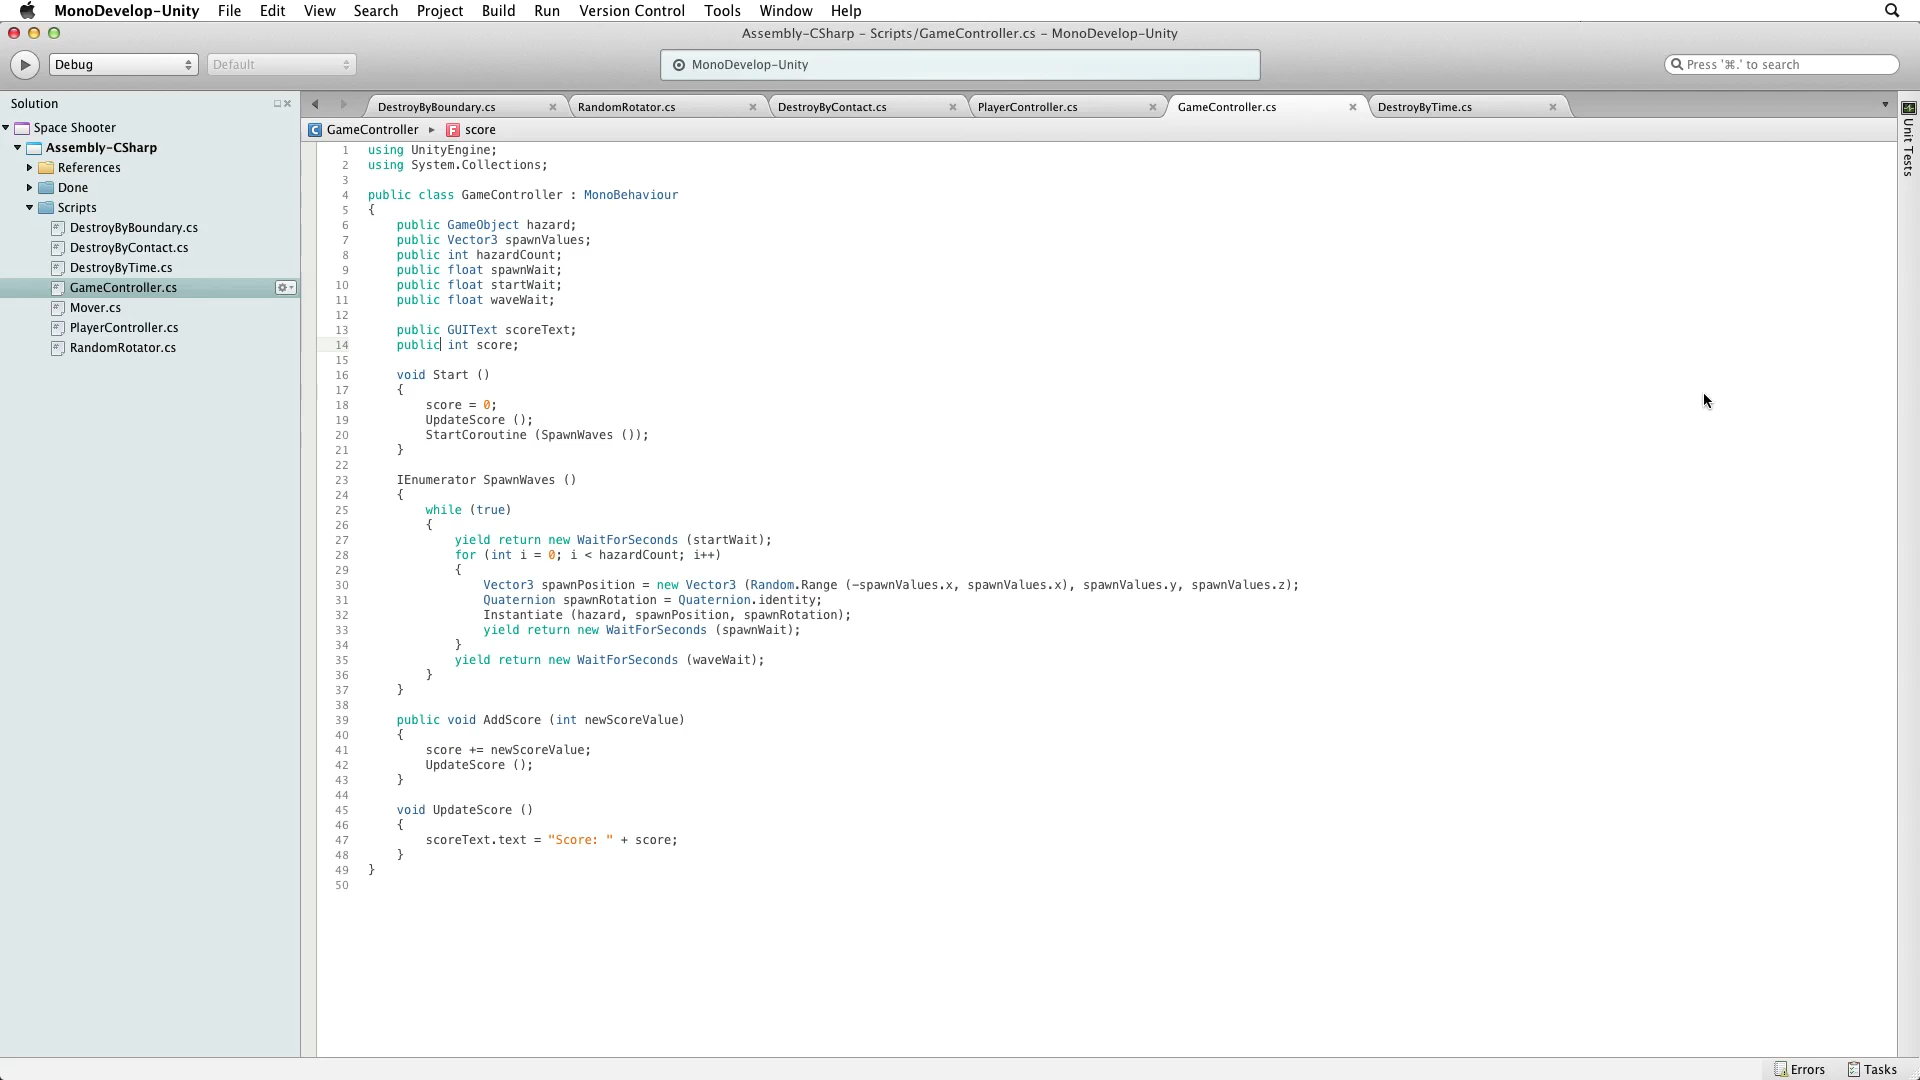 MonoDevelop-Unity File Edit View Search Project Build Run Version Control Tools Window Help
Assembly-CSharp – Scripts/GameController.cs – MonoDevelop-Unity
Debug Default MonoDevelop-Unity Press '⌘.' to search
Solution
Space Shooter
Assembly-CSharp
References
Done
Scripts
DestroyByBoundary.cs
DestroyByContact.cs
DestroyByTime.cs
GameController.cs
Mover.cs
PlayerController.cs
RandomRotator.cs
DestroyByBoundary.cs RandomRotator.cs DestroyByContact.cs PlayerController.cs GameController.cs DestroyByTime.cs
C GameController F score
1 using UnityEngine;
2 using System.Collections;
3
4 public class GameController : MonoBehaviour
5 {
6 public GameObject hazard;
7 public Vector3 spawnValues;
8 public int hazardCount;
9 public float spawnWait;
10 public float startWait;
11 public float waveWait;
12
13 public GUIText scoreText;
14 public int score;
15
16 void Start ()
17 {
18 score = 0;
19 UpdateScore ();
20 StartCoroutine (SpawnWaves ());
21 }
22
23 IEnumerator SpawnWaves ()
24 {
25 while (true)
26 {
27 yield return new WaitForSeconds (startWait);
28 for (int i = 0; i < hazardCount; i++)
29 {
30 Vector3 spawnPosition = new Vector3 (Random.Range (-spawnValues.x, spawnValues.x), spawnValues.y, spawnValues.z);
31 Quaternion spawnRotation = Quaternion.identity;
32 Instantiate (hazard, spawnPosition, spawnRotation);
33 yield return new WaitForSeconds (spawnWait);
34 }
35 yield return new WaitForSeconds (waveWait);
36 }
37 }
38
39 public void AddScore (int newScoreValue)
40 {
41 score += newScoreValue;
42 UpdateScore ();
43 }
44
45 void UpdateScore ()
46 {
47 scoreText.text = "Score: " + score;
48 }
49 }
50
Unit Tests
Errors Tasks